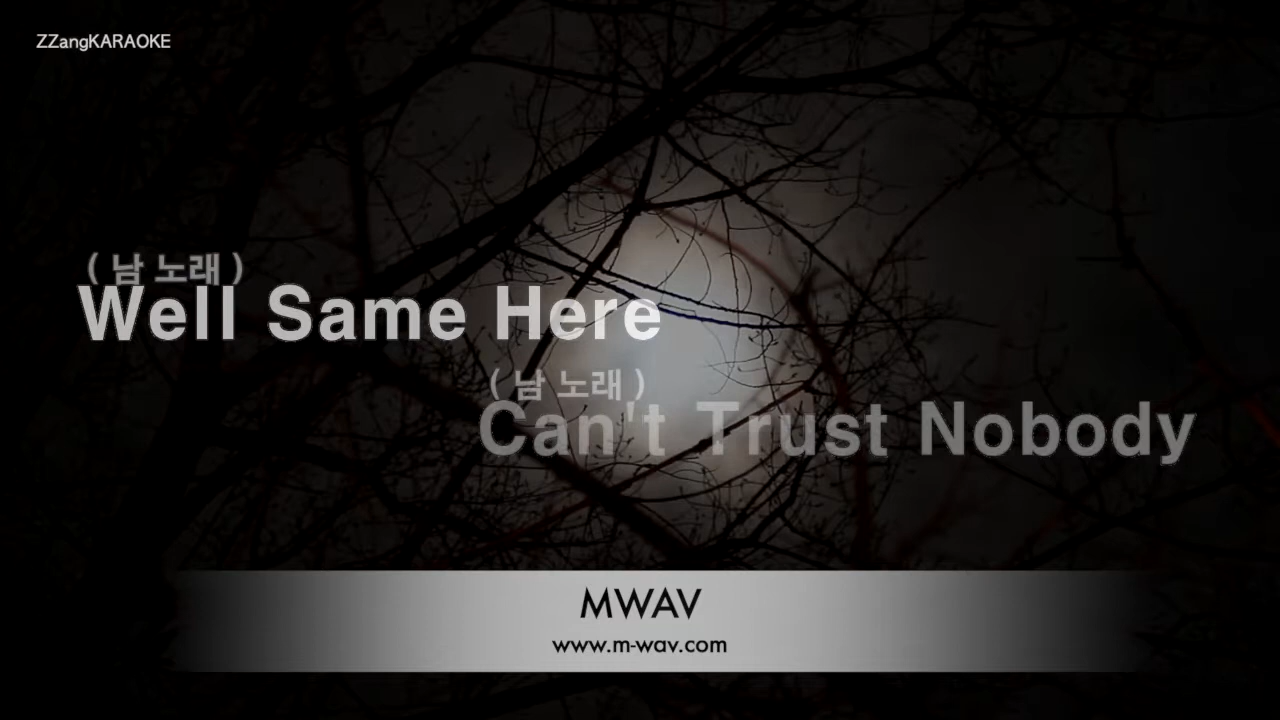 ZZangKARAOKE
( 남 노래 )
Well Same Here
( 남 노래 )
Can't Trust Nobody
MWAV
www.m-wav.com